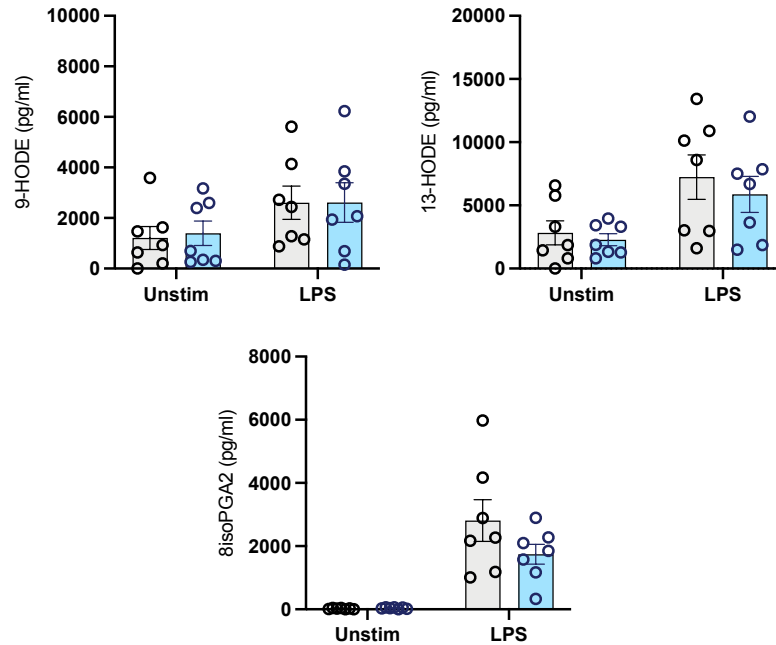 9-HODE (pg/ml)
10000
8000
6000
4000
2000
0
Unstim
LPS
13-HODE (pg/ml)
20000
15000
10000
5000
0
Unstim
LPS
8isoPGA2 (pg/ml)
8000
6000
4000
2000
0
Unstim
LPS